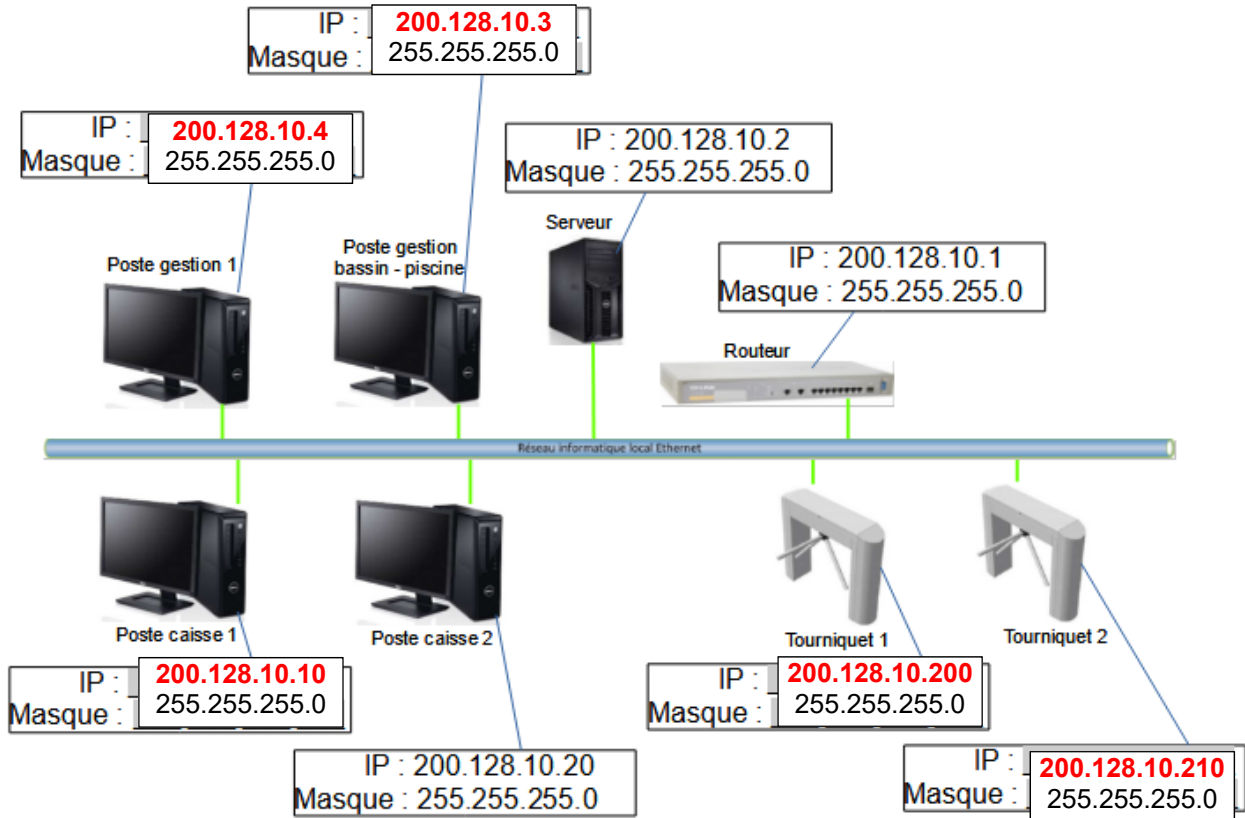 IP : 200.128.10.3
Masque : 255.255.255.0
IP : 200.128.10.4
Masque : 255.255.255.0
IP : 200.128.10.2
Masque : 255.255.255.0
Serveur
Poste gestion 1
Poste gestion
bassin - piscine
IP : 200.128.10.1
Masque : 255.255.255.0
Routeur
Réseau informatique local Ethernet
Poste caisse 1
Poste caisse 2
Tourniquet 1
Tourniquet 2
IP : 200.128.10.10
Masque : 255.255.255.0
IP : 200.128.10.200
Masque : 255.255.255.0
IP : 200.128.10.20
Masque : 255.255.255.0
IP : 200.128.10.210
Masque : 255.255.255.0